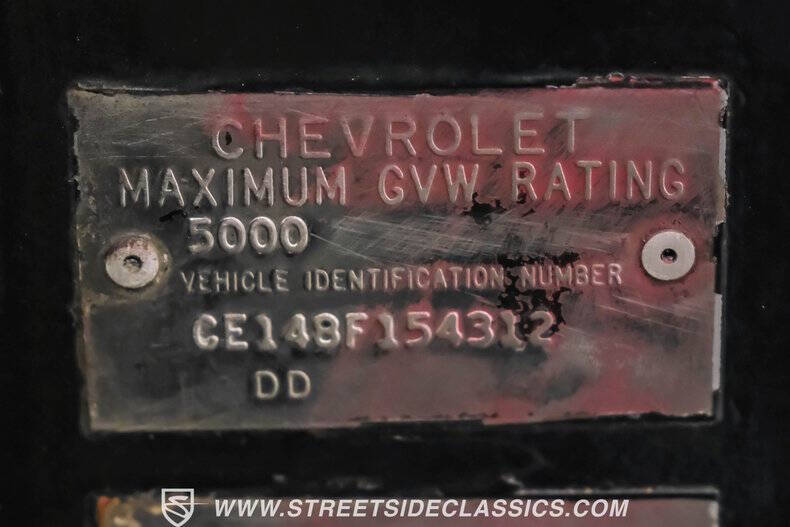 CHEVROLET
MAXIMUM GVW RATING
5000
VEHICLE IDENTIFICATION NUMBER
CE148F154312
DD
WWW.STREETSIDECLASSICS.COM